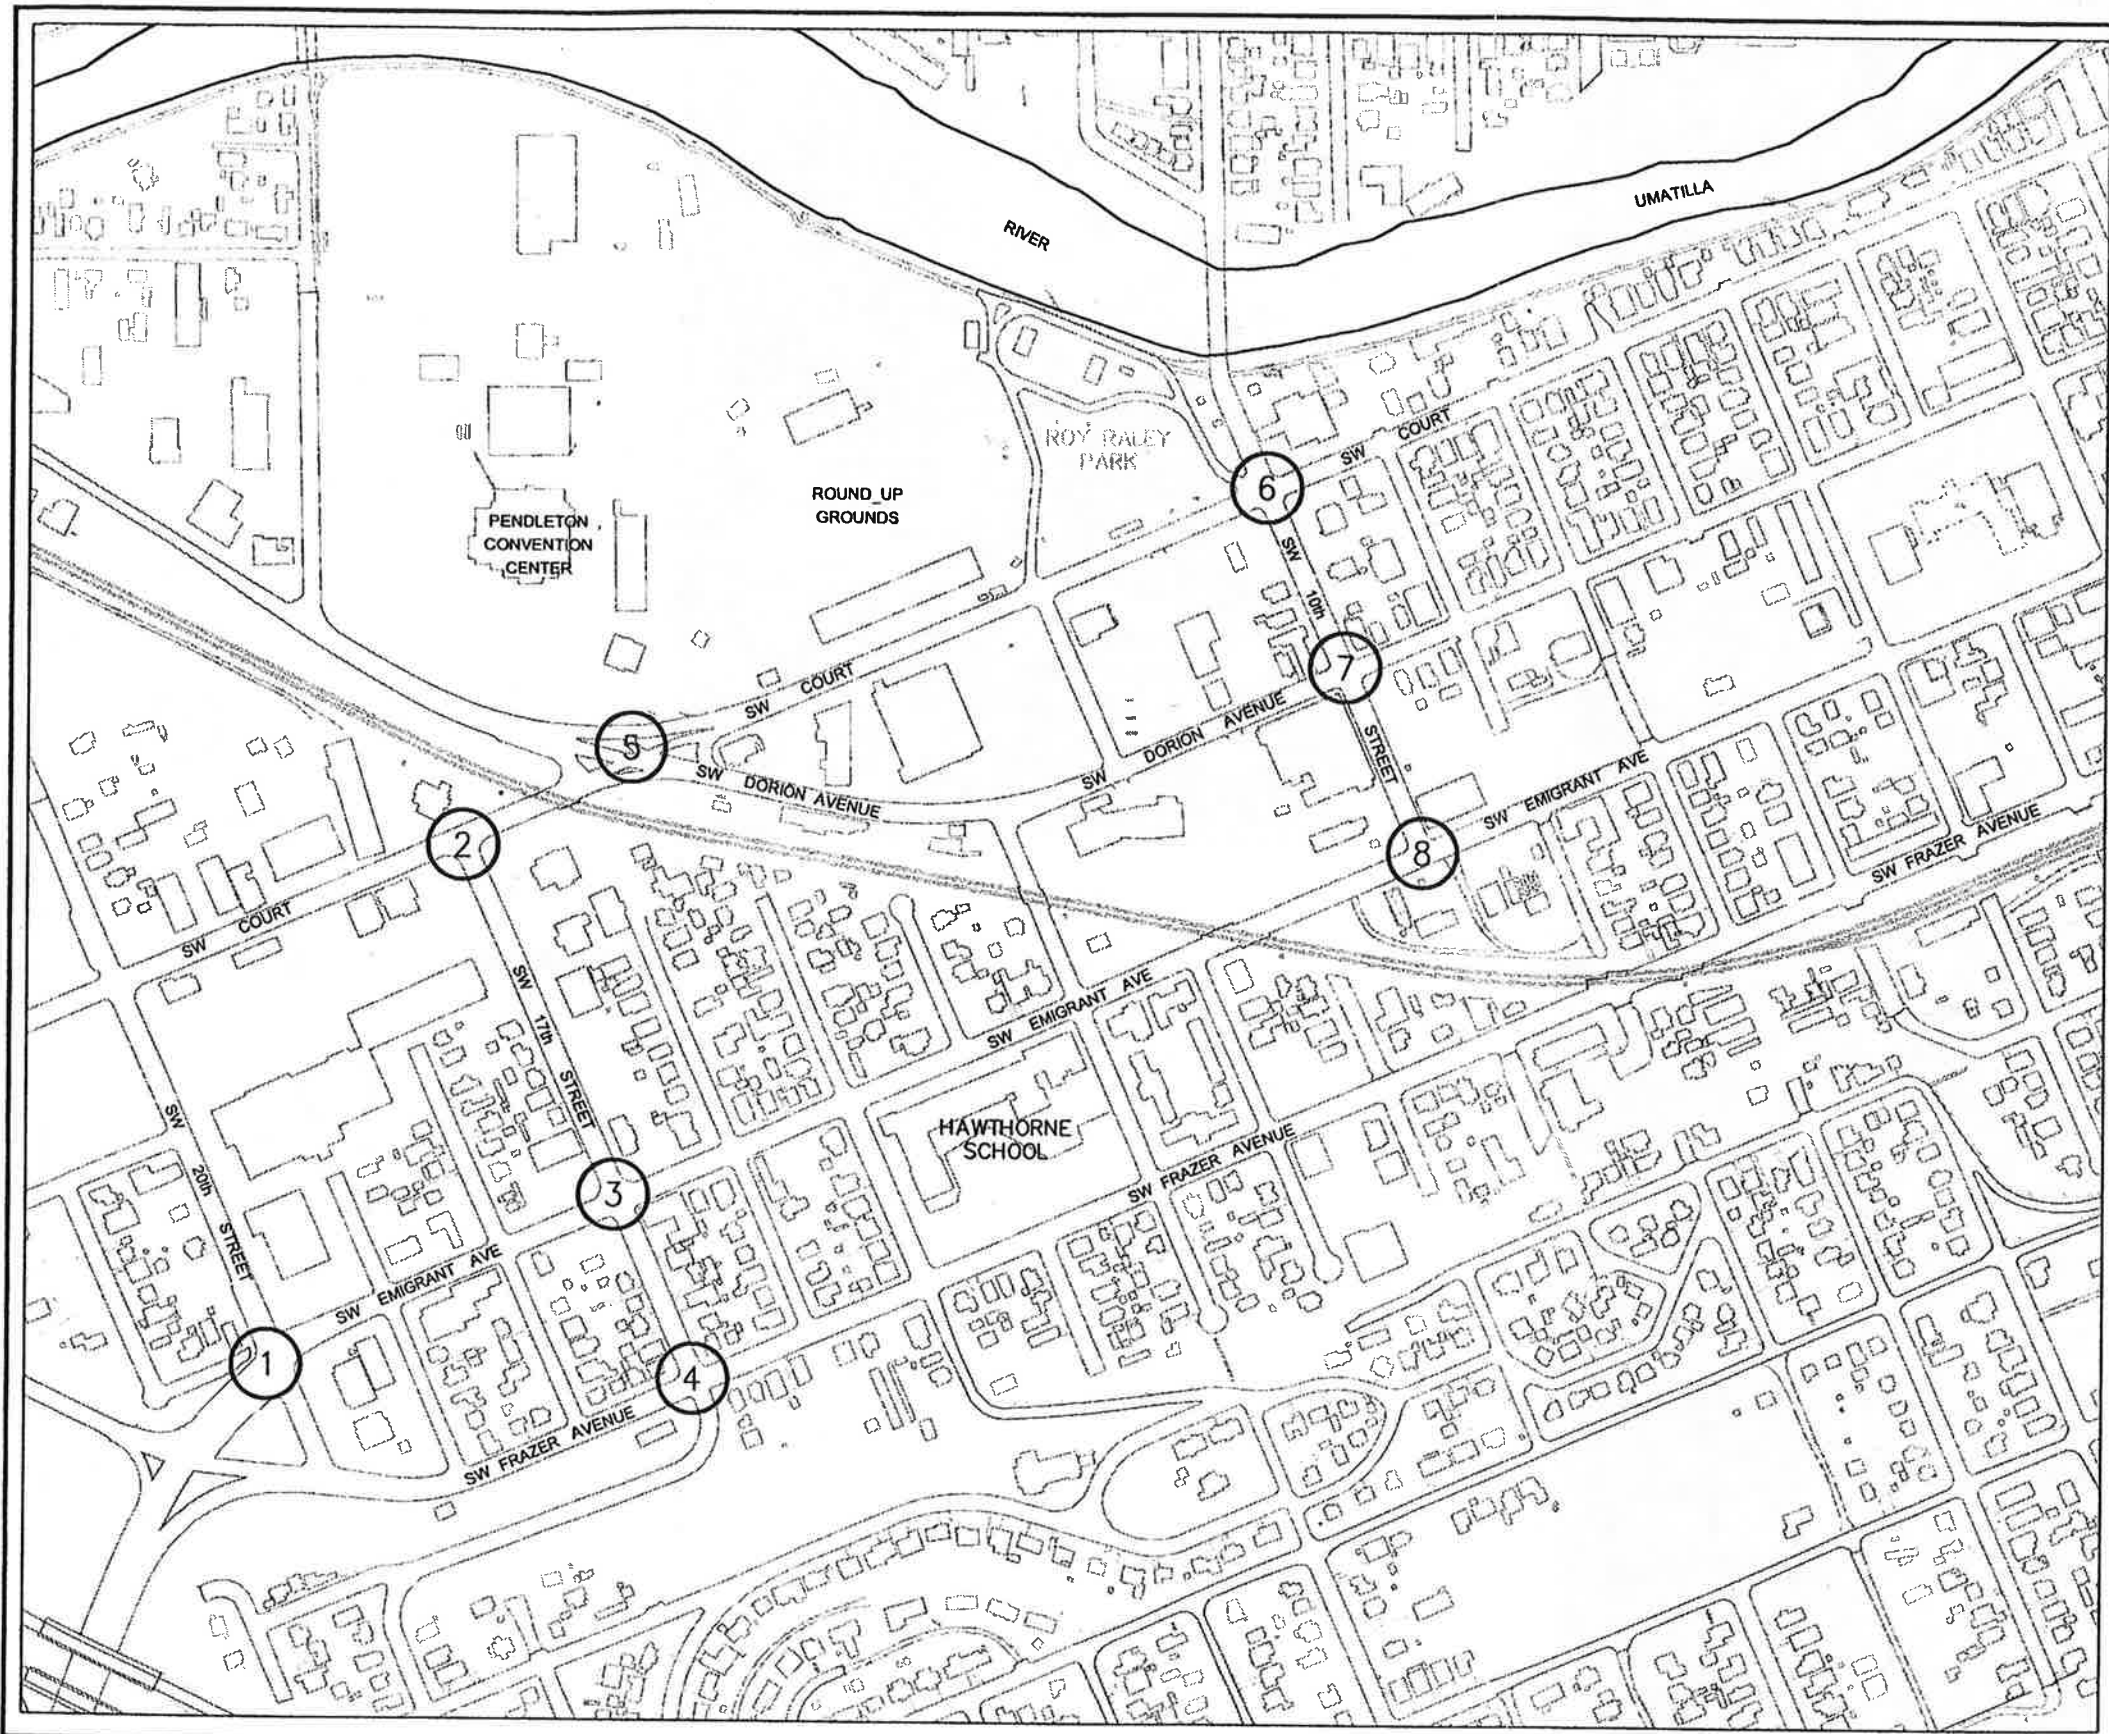 UMATILLA
RIVER
SW COURT
ROY RALEY
PARK
6
ROUND_UP
GROUNDS
PENDLETON
CONVENTION
CENTER
SW 10th STREET
7
SW COURT
5
SW DORION AVENUE
SW DORION AVENUE
SW EMIGRANT AVE
2
8
SW FRAZER AVENUE
SW COURT
SW 17th STREET
SW EMIGRANT AVE
HAWTHORNE
SCHOOL
SW 20th STREET
3
SW FRAZER AVENUE
SW EMIGRANT AVE
1
4
SW FRAZER AVENUE